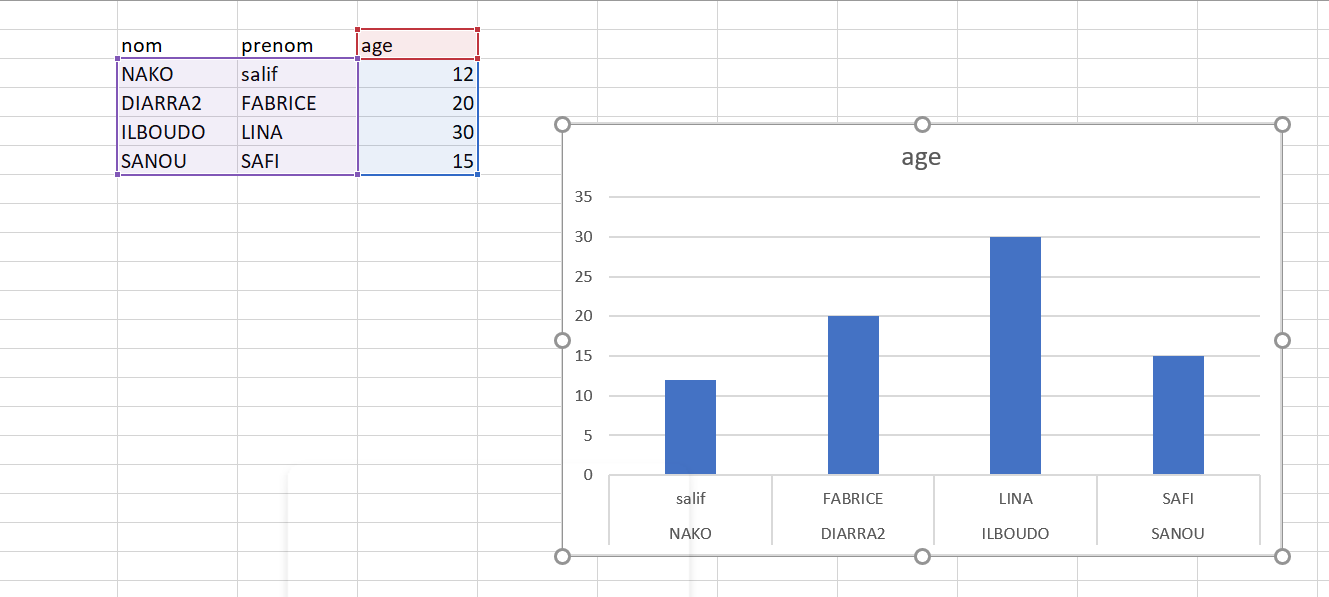 nom prenom age
NAKO salif 12
DIARRA2 FABRICE 20
ILBOUDO LINA 30
SANOU SAFI 15
age
35
30
25
20
15
10
5
0
salif FABRICE LINA SAFI
NAKO DIARRA2 ILBOUDO SANOU